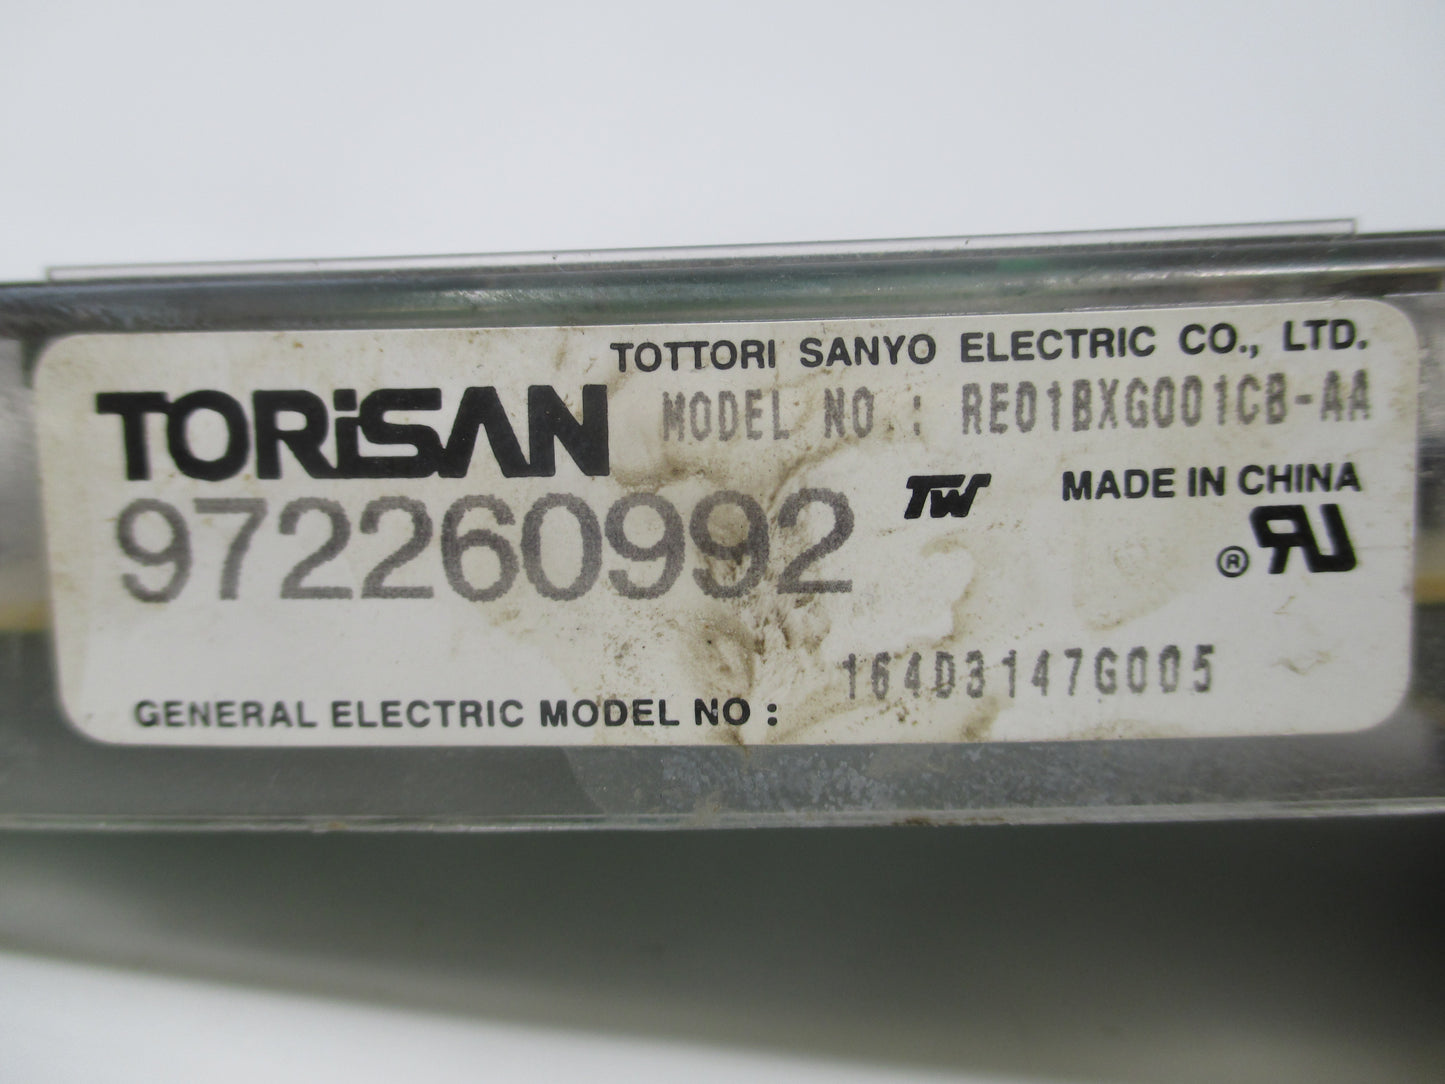 TOTTORI SANYO ELECTRIC CO., LTD.
TORiSAN
MODEL NO.: RE01BXG001CB-AA
972260992
TW
MADE IN CHINA
® RU
164D3147G005
GENERAL ELECTRIC MODEL NO :